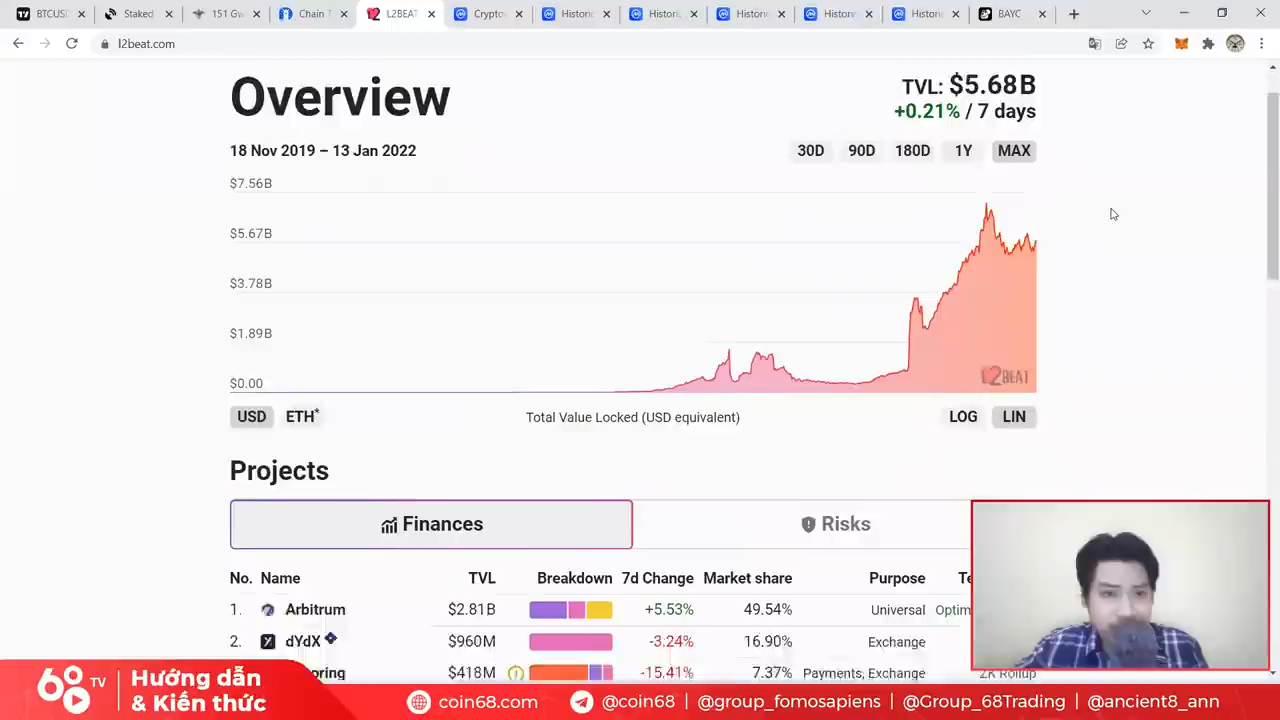 BTCUSD
Staked
151 Gw
Chain
L2BEAT
Crypto
Historic
Historic
Historic
Historic
Historic
BAYC
l2beat.com
Overview
TVL: $5.68B
+0.21% / 7 days
18 Nov 2019 – 13 Jan 2022
30D 90D 180D 1Y MAX
$7.56B
$5.67B
$3.78B
$1.89B
$0.00
L2BEAT
USD ETH* Total Value Locked (USD equivalent) LOG LIN
Projects
Finances Risks
No. Name TVL Breakdown 7d Change Market share Purpose Te
1. Arbitrum $2.81B +5.53% 49.54% Universal Optim
2. dYdX $960M -3.24% 16.90% Exchange
oring $418M -15.41% 7.37% Payments, Exchange ZK Rollup
68 TV
Hướng dẫn
& Kiến thức
coin68.com | @coin68 | @group_fomosapiens | @Group_68Trading | @ancient8_ann